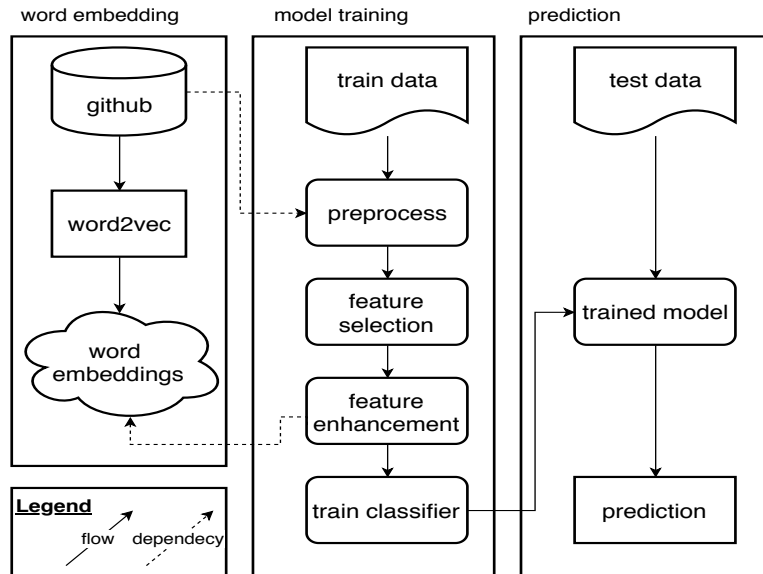 word embedding
model training
prediction
github
train data
test data
word2vec
preprocess
feature
selection
trained model
word
embeddings
feature
enhancement
train classifier
prediction
Legend
flow
dependecy